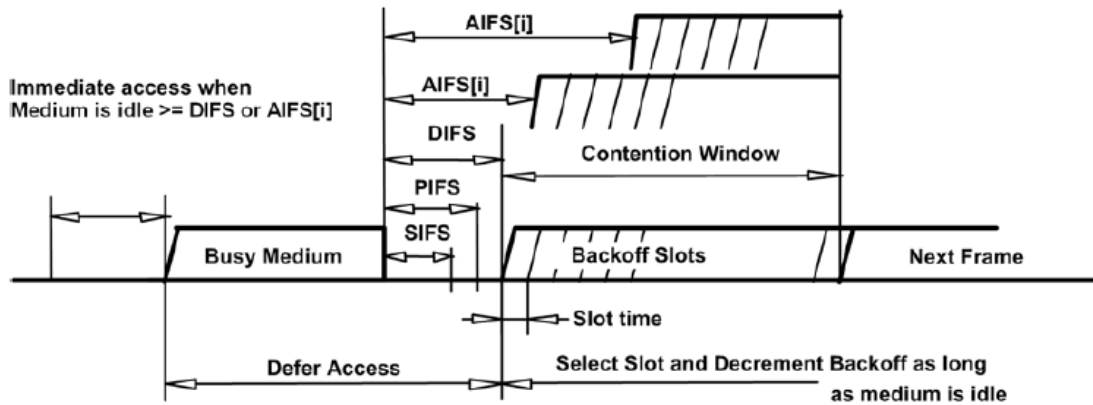 AIFS[i]
Immediate access when
Medium is idle >= DIFS or AIFS[i]
AIFS[i]
DIFS
Contention Window
PIFS
SIFS
Busy Medium
Backoff Slots
Next Frame
Slot time
Defer Access
Select Slot and Decrement Backoff as long
as medium is idle